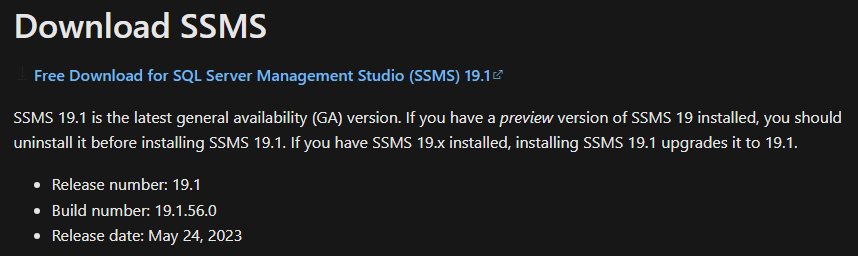 Download SSMS
Free Download for SQL Server Management Studio (SSMS) 19.1
SSMS 19.1 is the latest general availability (GA) version. If you have a preview version of SSMS 19 installed, you should
uninstall it before installing SSMS 19.1. If you have SSMS 19.x installed, installing SSMS 19.1 upgrades it to 19.1.
• Release number: 19.1
• Build number: 19.1.56.0
• Release date: May 24, 2023